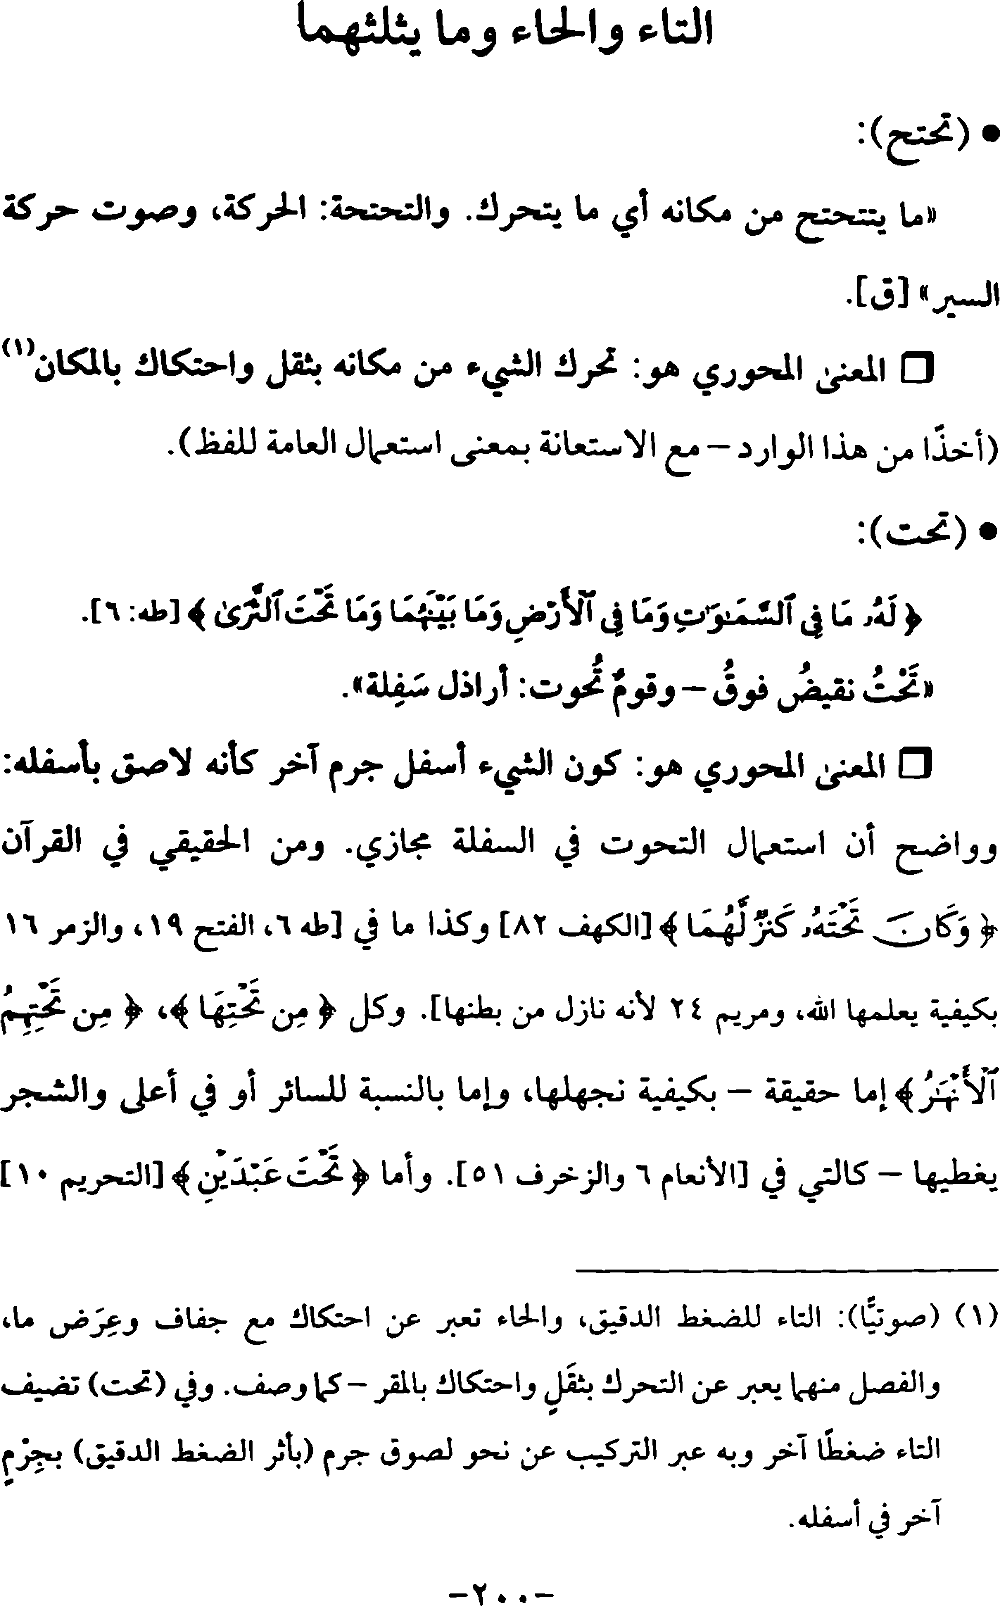 التاء والحاء وما يثلثهما
• (تحتح):
«ما يتتحتح من مكانه أي ما يتحرك. والتحتحة: الحركة، وصوت حركة
السير» [ق].
□ المعنىٰ المحوري هو: تحرك الشيء من مكانه بثقل واحتكاك بالمكان(١)
(أخذًا من هذا الوارد – مع الاستعانة بمعنى استعمال العامة للفظ).
• (تحت):
﴿لَهُۥ مَا فِي ٱلسَّمَٰوَٰتِ وَمَا فِي ٱلْأَرْضِ وَمَا بَيْنَهُمَا وَمَا تَحْتَ ٱلثَّرَىٰ﴾ [طه: ٦].
«تَحْتُ نقيضُ فوقُ – وقومٌ تُحوت: أراذل سَفِلة».
□ المعنىٰ المحوري هو: كون الشيء أسفل جرم آخر كأنه لاصق بأسفله:
وواضح أن استعمال التحوت في السفلة مجازي. ومن الحقيقي في القرآن
﴿وَكَانَ تَحْتَهُۥ كَنزٌ لَّهُمَا﴾ [الكهف ٨٢] وكذا ما في [طه ٦، الفتح ١٩، والزمر ١٦
بكيفية يعلمها الله، ومريم ٢٤ لأنه نازل من بطنها]. وكل ﴿مِن تَحْتِهَا﴾، ﴿مِن تَحْتِهِمُ
ٱلْأَنْهَٰرُ﴾ إما حقيقة – بكيفية نجهلها، وإما بالنسبة للسائر أو في أعلى والشجر
يغطيها – كالتي في [الأنعام ٦ والزخرف ٥١]. وأما ﴿تَحْتَ عَبْدَيْنِ﴾ [التحريم ١٠]
(١) (صوتيًّا): التاء للضغط الدقيق، والحاء تعبر عن احتكاك مع جفاف وعِرَض ما،
والفصل منهما يعبر عن التحرك بثقَلٍ واحتكاك بالمقر – كما وصف. وفي (تحت) تضيف
التاء ضغطًا آخر وبه عبر التركيب عن نحو لصوق جرم (بأثر الضغط الدقيق) بجِرْمٍ
آخر في أسفله.
-٢٠٠-